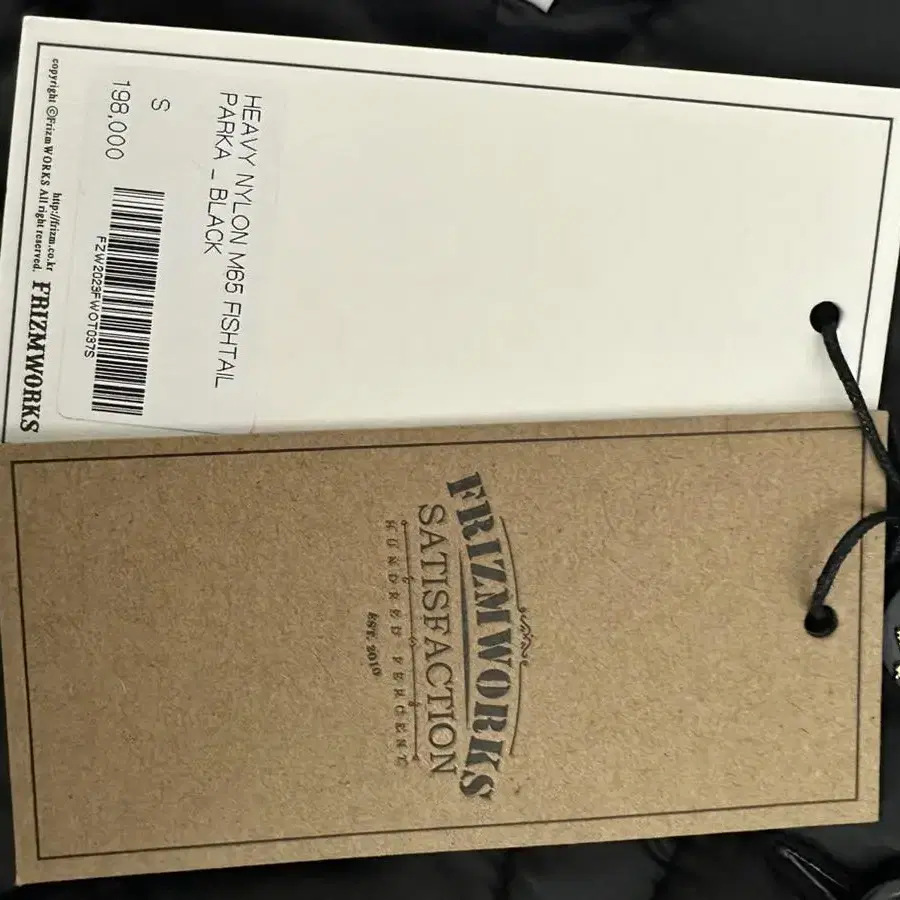 HEAVY NYLON M65 FISHTAIL
PARKA _ BLACK
S
198,000
FZW2023FWOT037S
http://frizm.co.kr
copyright ©FrizmWORKS All right reserved.
FRIZMWORKS
FRIZMWORKS
SATISFACTION
HUNDRED PERCENT
EST. 2010